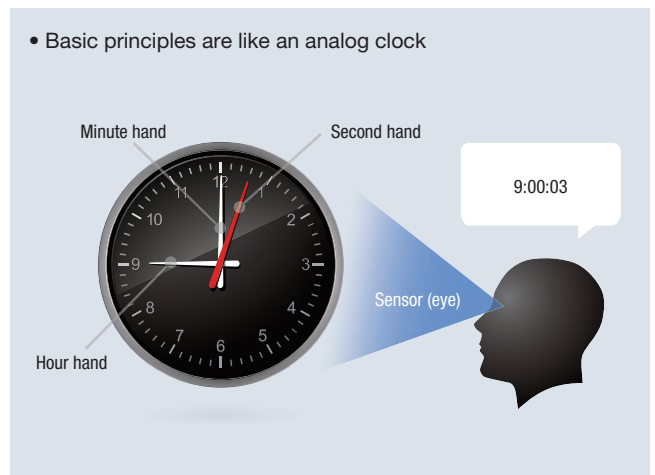 • Basic principles are like an analog clock
Minute hand
Second hand
9:00:03
12
1
2
3
4
5
6
7
8
9
10
11
Sensor (eye)
Hour hand